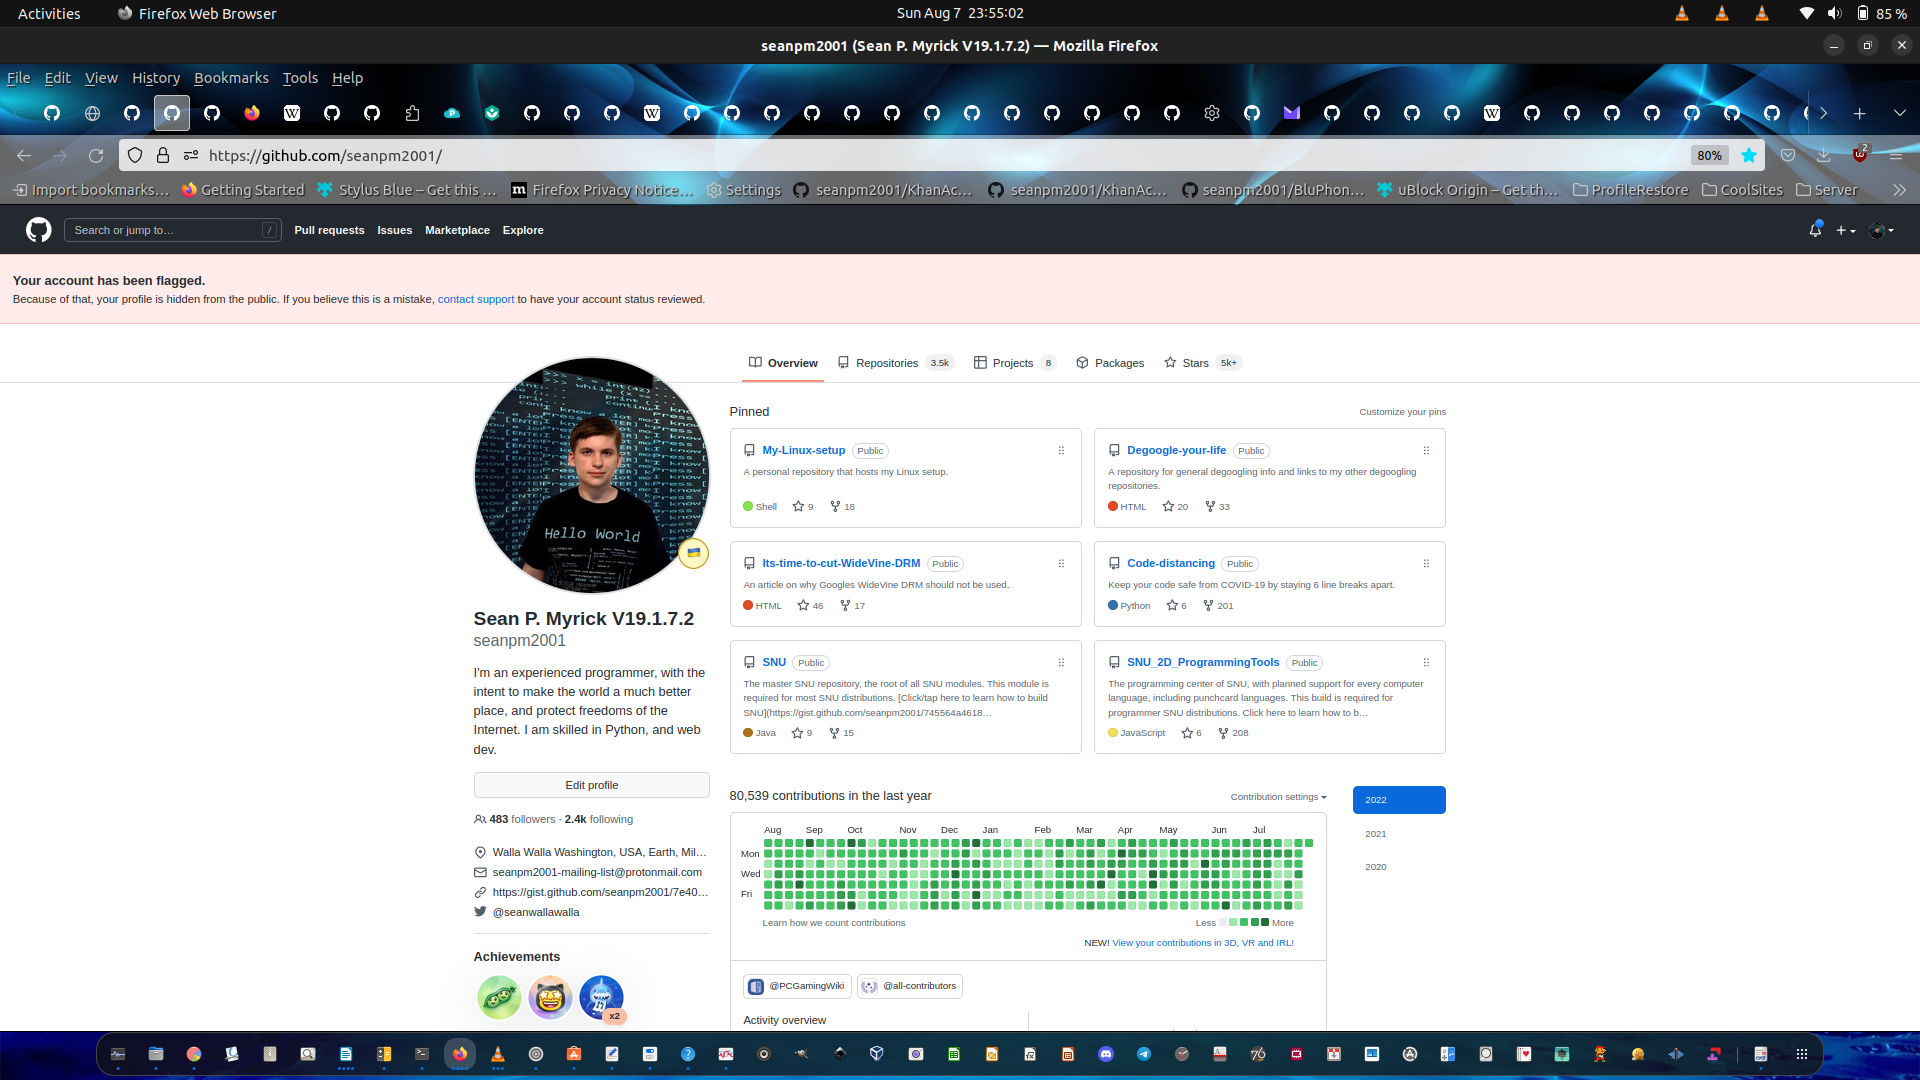 Activities
Firefox Web Browser
Sun Aug 7 23:55:02
85 %
seanpm2001 (Sean P. Myrick V19.1.7.2) — Mozilla Firefox
File Edit View History Bookmarks Tools Help
https://github.com/seanpm2001/
80%
2
Import bookmarks…
Getting Started
Stylus Blue – Get this …
Firefox Privacy Notice…
Settings
seanpm2001/KhanAc…
seanpm2001/KhanAc…
seanpm2001/BluPhon…
uBlock Origin – Get th…
ProfileRestore
CoolSites
Server
Search or jump to…
/
Pull requests Issues Marketplace Explore
Your account has been flagged.
Because of that, your profile is hidden from the public. If you believe this is a mistake, contact support to have your account status reviewed.
Overview
Repositories 3.5k
Projects 8
Packages
Stars 5k+
Hello World
Sean P. Myrick V19.1.7.2
seanpm2001
I'm an experienced programmer, with the
intent to make the world a much better
place, and protect freedoms of the
Internet. I am skilled in Python, and web
dev.
Edit profile
483 followers · 2.4k following
Walla Walla Washington, USA, Earth, Mil…
seanpm2001-mailing-list@protonmail.com
https://gist.github.com/seanpm2001/7e40…
@seanwallawalla
Achievements
x2
Pinned
Customize your pins
My-Linux-setup Public
A personal repository that hosts my Linux setup.
Shell 9 18
Degoogle-your-life Public
A repository for general degoogling info and links to my other degoogling
repositories.
HTML 20 33
Its-time-to-cut-WideVine-DRM Public
An article on why Googles WideVine DRM should not be used.
HTML 46 17
Code-distancing Public
Keep your code safe from COVID-19 by staying 6 line breaks apart.
Python 6 201
SNU Public
The master SNU repository, the root of all SNU modules. This module is
required for most SNU distributions. [Click/tap here to learn how to build
SNU](https://gist.github.com/seanpm2001/745564a4618…
Java 9 15
SNU_2D_ProgrammingTools Public
The programming center of SNU, with planned support for every computer
language, including punchcard languages. This build is required for
programmer SNU distributions. Click here to learn how to b…
JavaScript 6 208
80,539 contributions in the last year
Contribution settings
2022
2021
2020
Aug Sep Oct Nov Dec Jan Feb Mar Apr May Jun Jul
Mon
Wed
Fri
Learn how we count contributions
Less More
NEW! View your contributions in 3D, VR and IRL!
@PCGamingWiki
@all-contributors
Activity overview